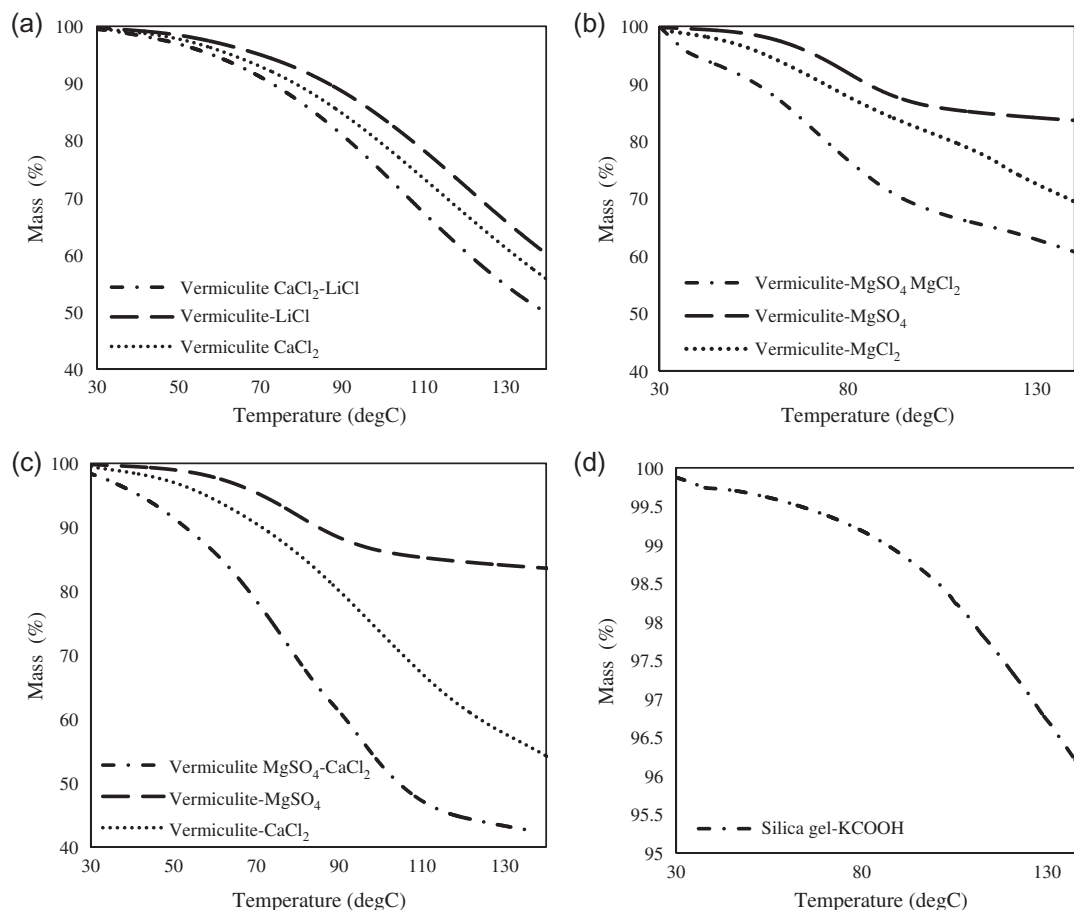 (a)
100
90
80
70
60
50
40
Mass (%)
Vermiculite CaCl₂-LiCl
Vermiculite-LiCl
Vermiculite CaCl₂
30 50 70 90 110 130
Temperature (degC)
(b)
100
90
80
70
60
50
40
Mass (%)
Vermiculite-MgSO₄ MgCl₂
Vermiculite-MgSO₄
Vermiculite-MgCl₂
30 80 130
Temperature (degC)
(c)
100
90
80
70
60
50
40
Mass (%)
Vermiculite MgSO₄-CaCl₂
Vermiculite-MgSO₄
Vermiculite-CaCl₂
30 50 70 90 110 130
Temperature (degC)
(d)
100
99.5
99
98.5
98
97.5
97
96.5
96
95.5
95
Mass (%)
Silica gel-KCOOH
30 80 130
Temperature (degC)